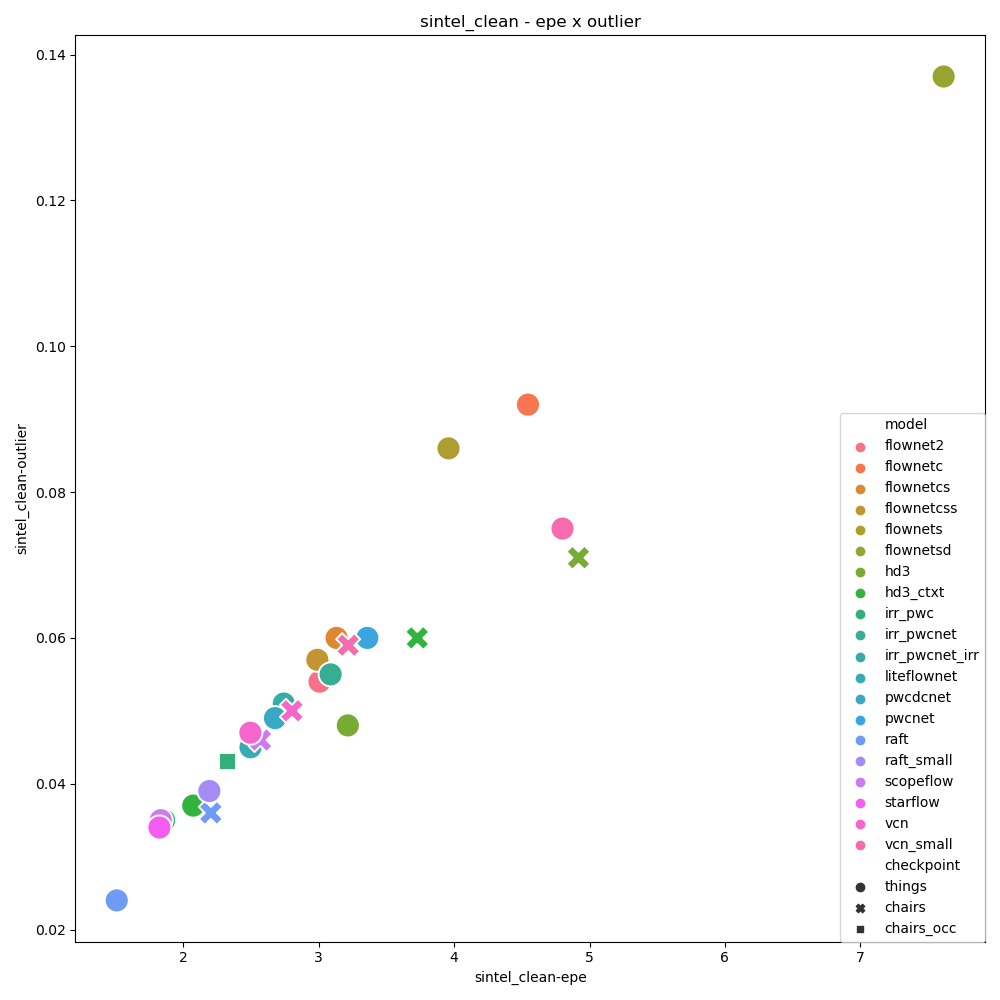 sintel_clean - epe x outlier
0.14
0.12
0.10
0.08
0.06
0.04
0.02
sintel_clean-outlier
2 3 4 5 6 7
sintel_clean-epe
model
flownet2
flownetc
flownetcs
flownetcss
flownets
flownetsd
hd3
hd3_ctxt
irr_pwc
irr_pwcnet
irr_pwcnet_irr
liteflownet
pwcdcnet
pwcnet
raft
raft_small
scopeflow
starflow
vcn
vcn_small
checkpoint
things
chairs
chairs_occ